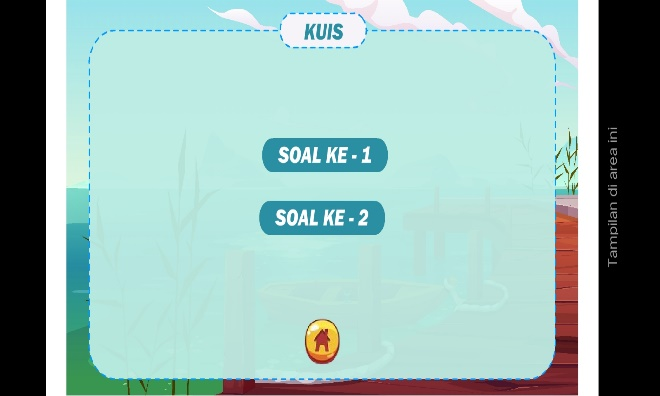 KUIS
SOAL KE - 1
SOAL KE - 2
Tampilan di area ini